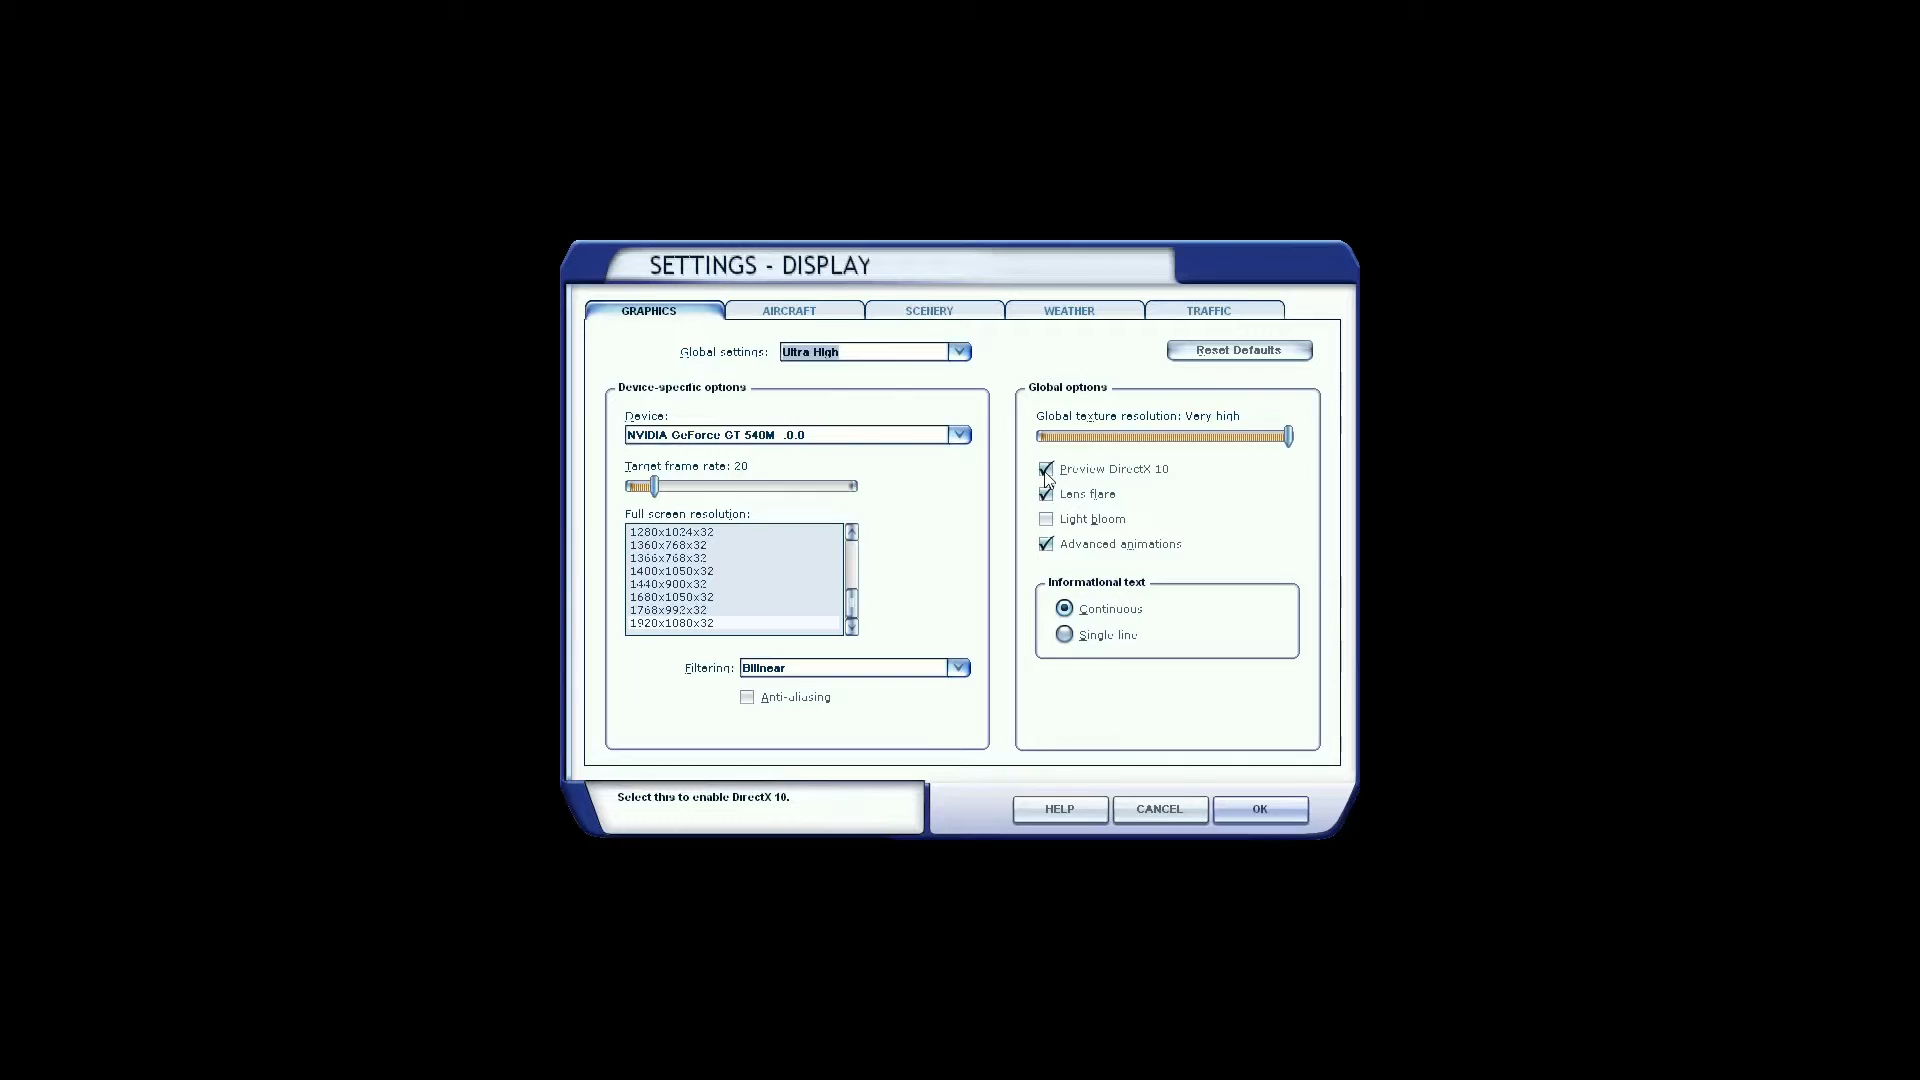 SETTINGS - DISPLAY
GRAPHICS
AIRCRAFT
SCENERY
WEATHER
TRAFFIC
Global settings: Ultra High
Reset Defaults
Device-specific options
Device:
NVIDIA GeForce GT 540M .0.0
Target frame rate: 20
Full screen resolution:
1280x1024x32
1360x768x32
1366x768x32
1400x1050x32
1440x900x32
1680x1050x32
1768x992x32
1920x1080x32
Filtering: Bilinear
Anti-aliasing
Global options
Global texture resolution: Very high
Preview DirectX 10
Lens flare
Light bloom
Advanced animations
Informational text
Continuous
Single line
Select this to enable DirectX 10.
HELP
CANCEL
OK